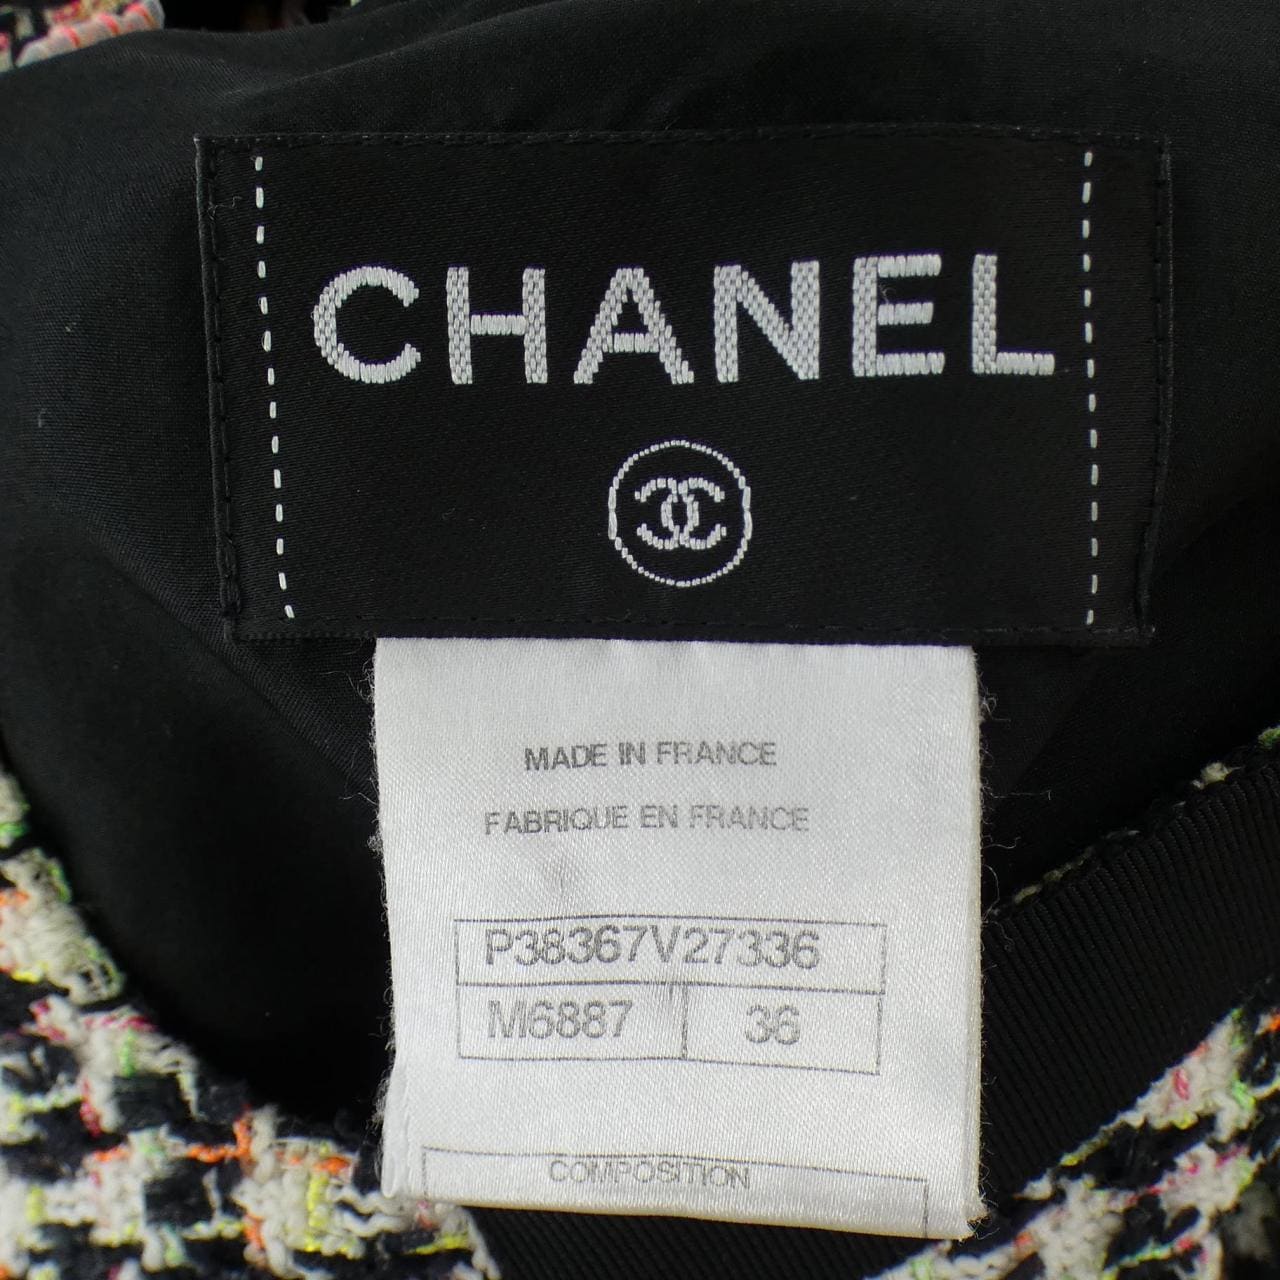 CHANEL
MADE IN FRANCE
FABRIQUE EN FRANCE
P38367V27336
M6887 36
COMPOSITION